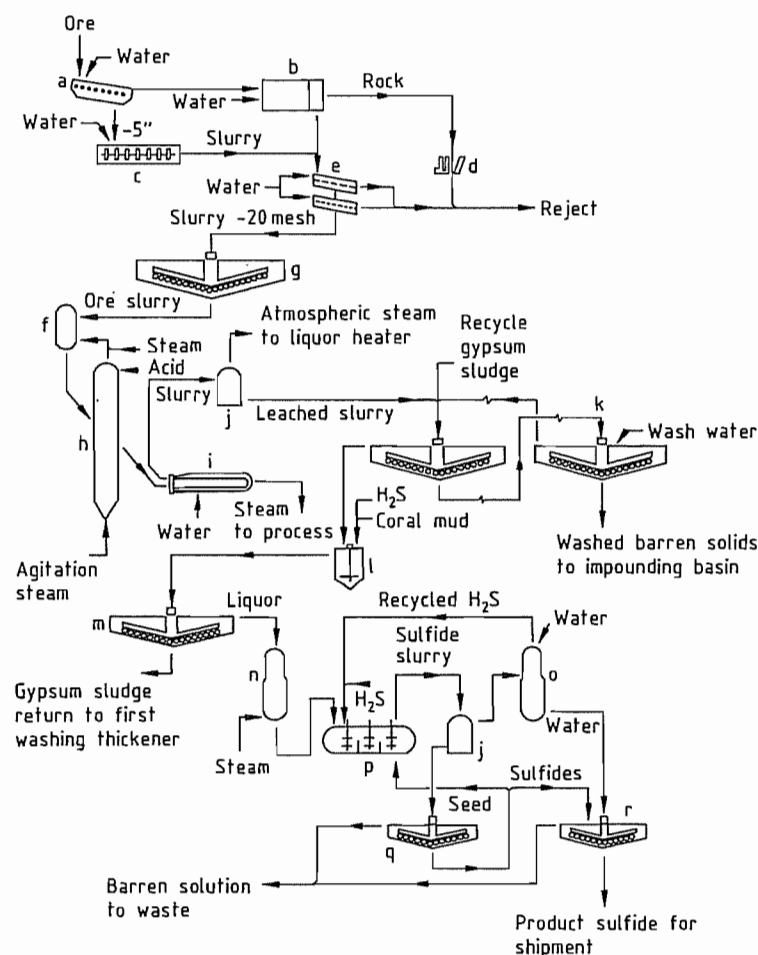 Ore
Water
a
b
Rock
Water
Water
-5"
Slurry
c
e
d
Water
Reject
Slurry -20 mesh
g
Ore slurry
f
Atmospheric steam
to liquor heater
Recycle
gypsum
sludge
Steam
Acid
Slurry
j
Leached slurry
k
Wash water
h
i
H₂S
Coral mud
Water
Steam
to process
l
Washed barren solids
to impounding basin
Agitation
steam
m
Liquor
Recycled H₂S
Water
Sulfide
slurry
n
o
Gypsum sludge
return to first
washing thickener
H₂S
Steam
p
j
Water
Sulfides
Seed
q
r
Barren solution
to waste
Product sulfide for
shipment